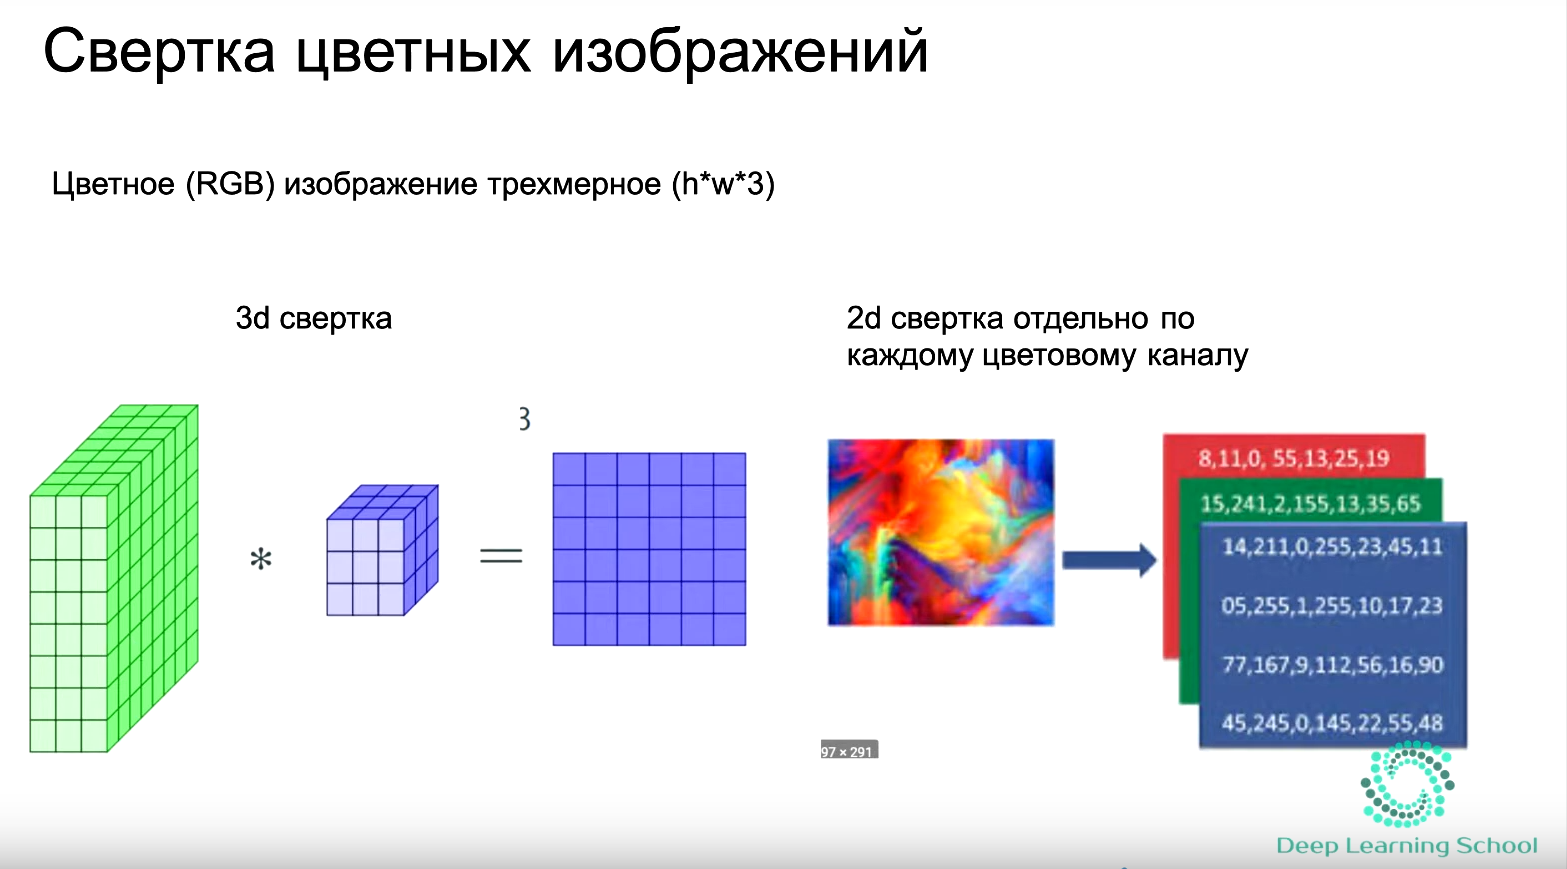 Свертка цветных изображений
Цветное (RGB) изображение трехмерное (h*w*3)
3d свертка
2d свертка отдельно по
каждому цветовому каналу
3
*
=
8,11,0, 55,13,25,19
15,241,2,155,13,35,65
14,211,0,255,23,45,11
05,255,1,255,10,17,23
77,167,9,112,56,16,90
45,245,0,145,22,55,48
97 × 291
Deep Learning School